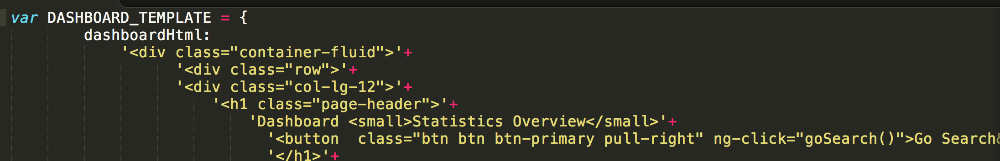 var DASHBOARD_TEMPLATE = {
dashboardHtml:
'<div class="container-fluid">'+
'<div class="row">'+
'<div class="col-lg-12">'+
'<h1 class="page-header">'+
'Dashboard <small>Statistics Overview</small>'+
'<button  class="btn btn btn-primary pull-right" ng-click="goSearch()">Go Search&
'</h1>'+